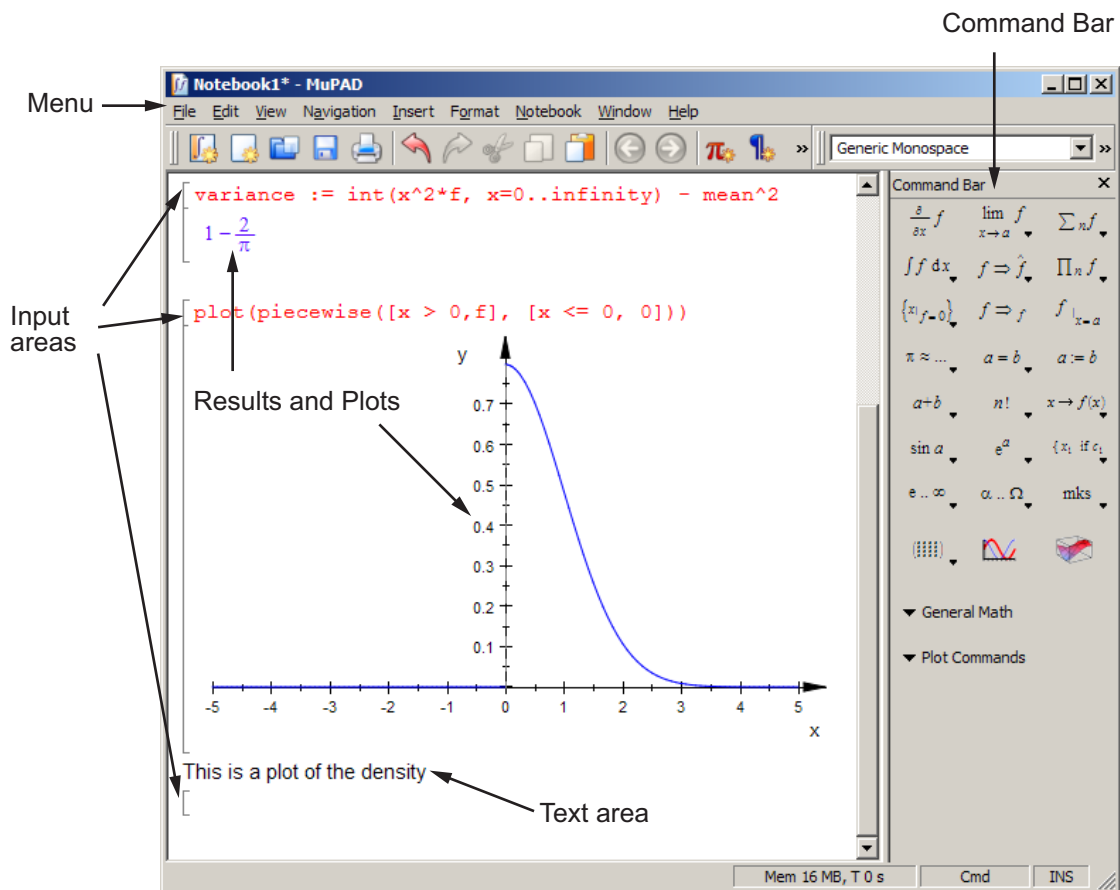 Command Bar
Notebook1* - MuPAD
Menu
File Edit View Navigation Insert Format Notebook Window Help
π ¶ » Generic Monospace »
variance := int(x^2*f, x=0..infinity) - mean^2
1 - 2/π
Command Bar
∂/∂x f lim x→a f ∑ n f
∫ f dx f ⇒ f̂ ∏ n f
Input
areas
plot(piecewise([x > 0,f], [x <= 0, 0]))
{x| f=0} f ⇒ f f |x=a
π ≈ ... a = b a := b
Results and Plots
a+b n! x → f(x)
sin a e^a {x₁ if c₁
e .. ∞ α .. Ω mks
y
0.7
0.6
0.5
0.4
0.3
0.2
0.1
-5 -4 -3 -2 -1 0 1 2 3 4 5
x
General Math
Plot Commands
This is a plot of the density
Text area
Mem 16 MB, T 0 s Cmd INS